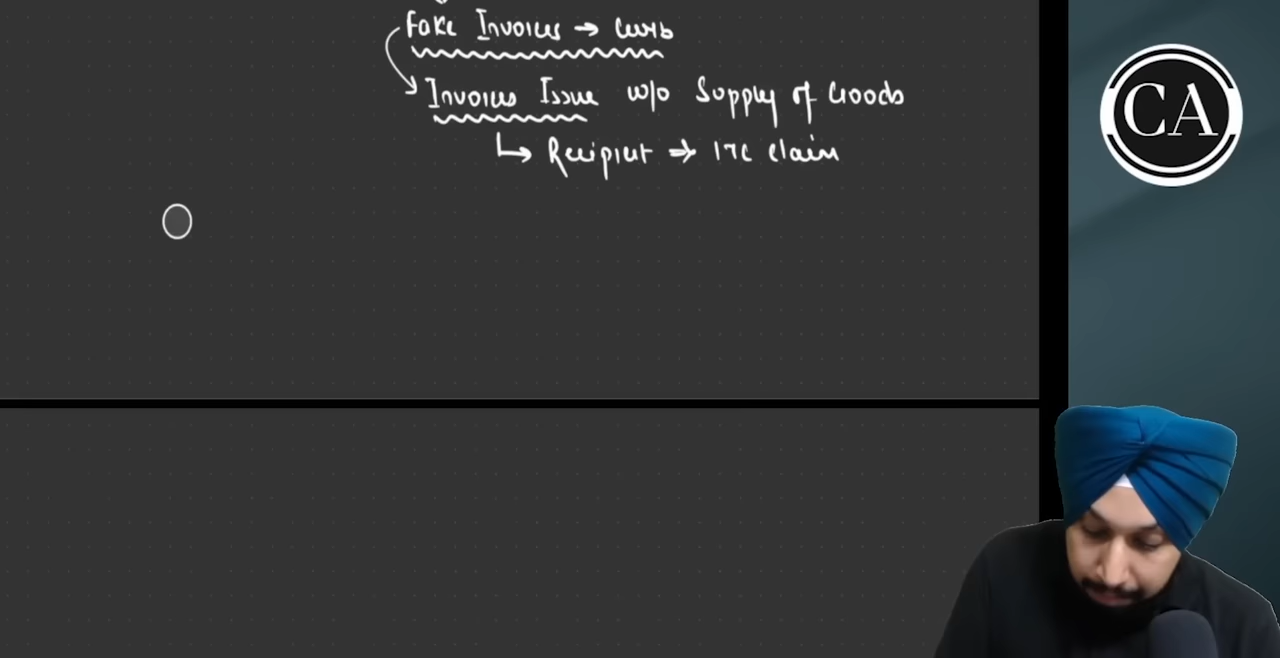 Fake Invoices → Curb
Invoices Issue w/o Supply of Goods
↳ Recipient → ITC claim
CA